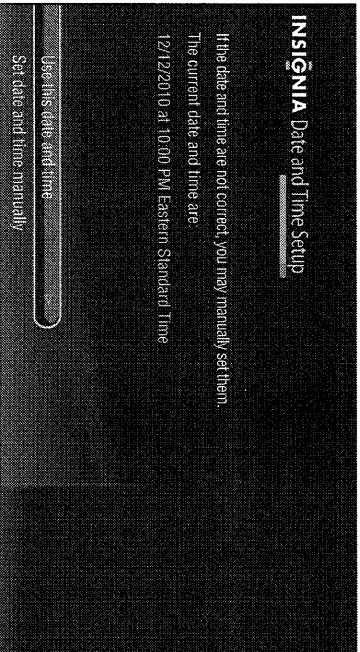 INSIGNIA Date and Time Setup
If the date and time are not correct, you may manually set them.
The current date and time are
12/12/2010 at 10:00 PM Eastern Standard Time
Use this date and time
Set date and time manually